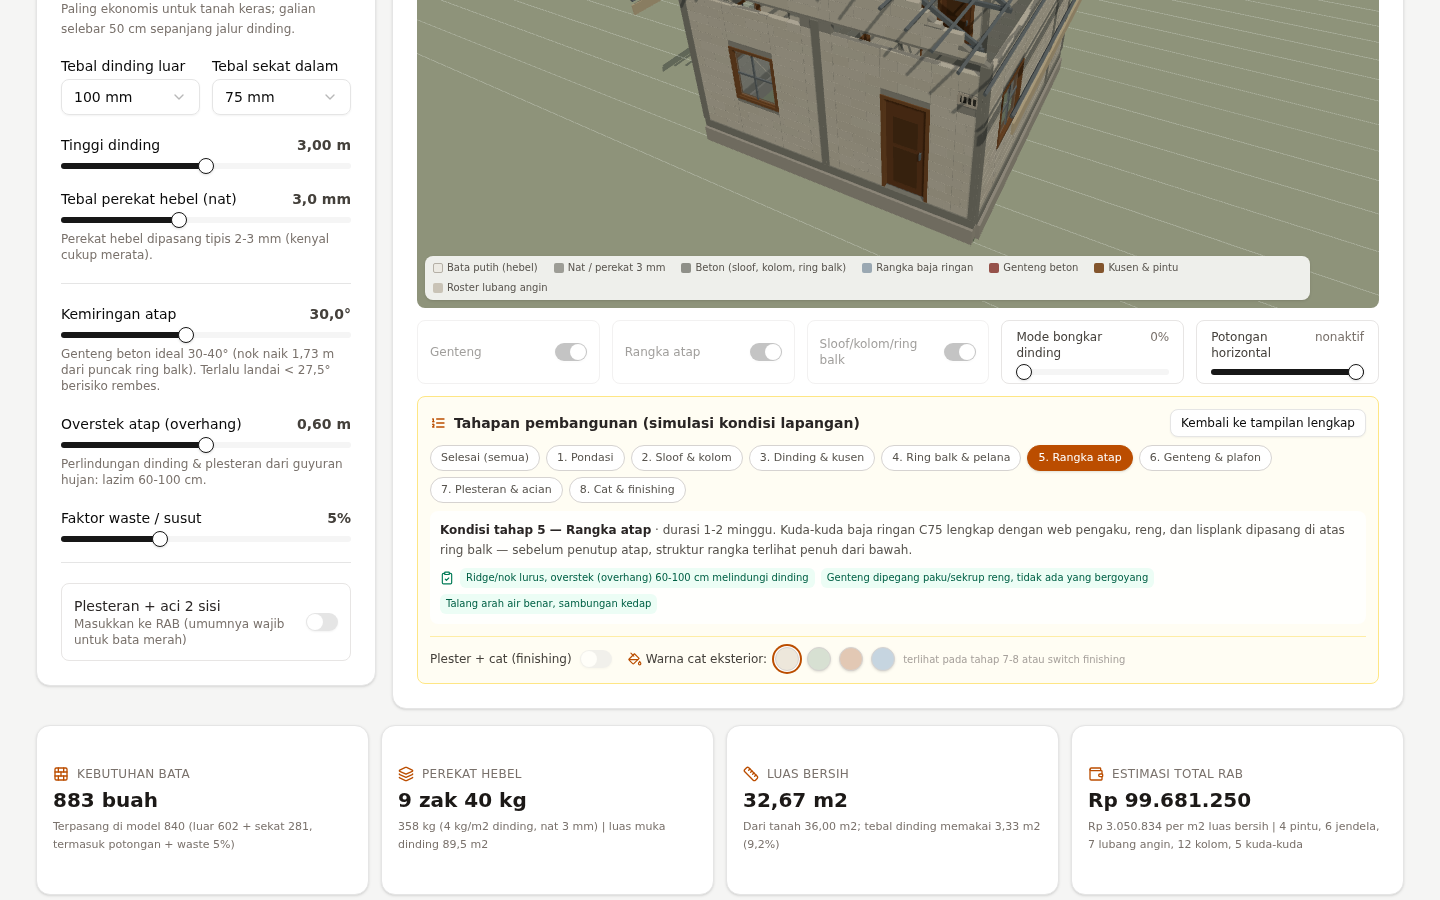 Paling ekonomis untuk tanah keras; galian
selebar 50 cm sepanjang jalur dinding.
Tebal dinding luar
Tebal sekat dalam
100 mm
75 mm
Tinggi dinding
3,00 m
Tebal perekat hebel (nat)
3,0 mm
Perekat hebel dipasang tipis 2-3 mm (kenyal
cukup merata).
Kemiringan atap
30,0°
Genteng beton ideal 30-40° (nok naik 1,73 m
dari puncak ring balk). Terlalu landai < 27,5°
berisiko rembes.
Overstek atap (overhang)
0,60 m
Perlindungan dinding & plesteran dari guyuran
hujan: lazim 60-100 cm.
Faktor waste / susut
5%
Plesteran + aci 2 sisi
Masukkan ke RAB (umumnya wajib
untuk bata merah)
Bata putih (hebel)
Nat / perekat 3 mm
Beton (sloof, kolom, ring balk)
Rangka baja ringan
Genteng beton
Kusen & pintu
Roster lubang angin
Genteng
Rangka atap
Sloof/kolom/ring
balk
Mode bongkar
dinding
0%
Potongan
horizontal
nonaktif
Tahapan pembangunan (simulasi kondisi lapangan)
Kembali ke tampilan lengkap
Selesai (semua)
1. Pondasi
2. Sloof & kolom
3. Dinding & kusen
4. Ring balk & pelana
5. Rangka atap
6. Genteng & plafon
7. Plesteran & acian
8. Cat & finishing
Kondisi tahap 5 — Rangka atap · durasi 1-2 minggu. Kuda-kuda baja ringan C75 lengkap dengan web pengaku, reng, dan lisplank dipasang di atas
ring balk — sebelum penutup atap, struktur rangka terlihat penuh dari bawah.
Ridge/nok lurus, overstek (overhang) 60-100 cm melindungi dinding
Genteng dipegang paku/sekrup reng, tidak ada yang bergoyang
Talang arah air benar, sambungan kedap
Plester + cat (finishing)
Warna cat eksterior:
terlihat pada tahap 7-8 atau switch finishing
KEBUTUHAN BATA
883 buah
Terpasang di model 840 (luar 602 + sekat 281,
termasuk potongan + waste 5%)
PEREKAT HEBEL
9 zak 40 kg
358 kg (4 kg/m2 dinding, nat 3 mm) | luas muka
dinding 89,5 m2
LUAS BERSIH
32,67 m2
Dari tanah 36,00 m2; tebal dinding memakai 3,33 m2
(9,2%)
ESTIMASI TOTAL RAB
Rp 99.681.250
Rp 3.050.834 per m2 luas bersih | 4 pintu, 6 jendela,
7 lubang angin, 12 kolom, 5 kuda-kuda